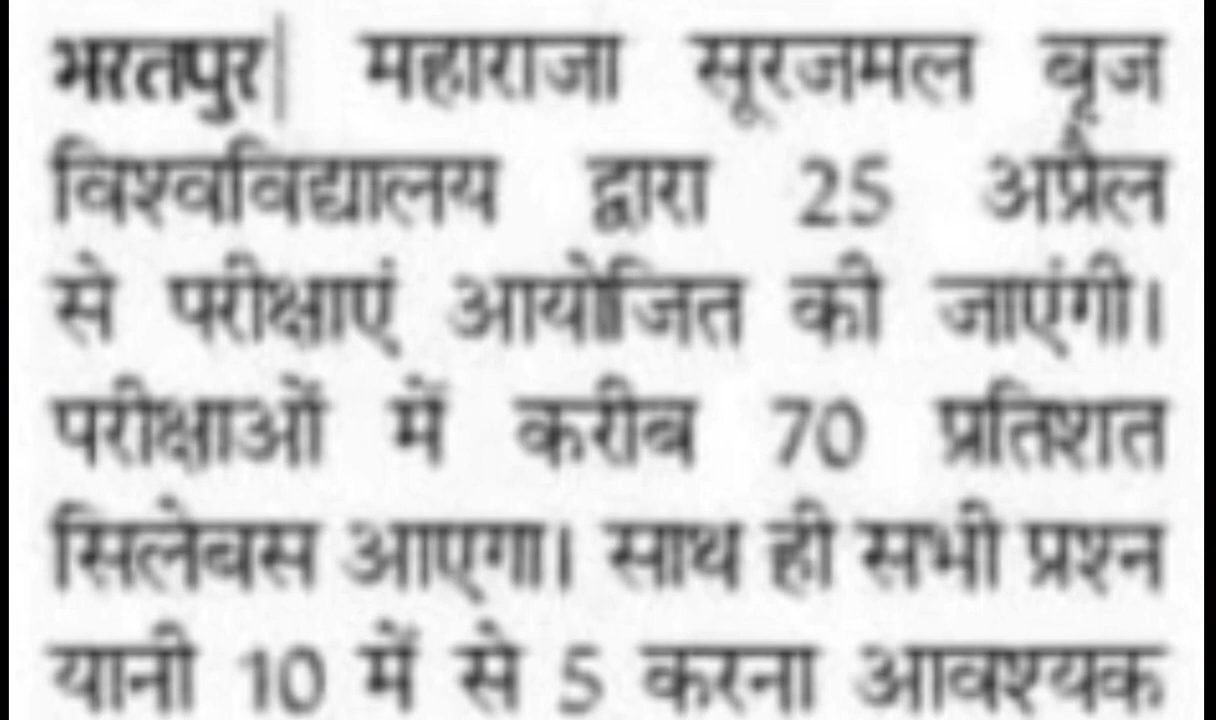 भरतपुर| महाराजा सूरजमल बृज
विश्वविद्यालय द्वारा 25 अप्रैल
से परीक्षाएं आयोजित की जाएंगी।
परीक्षाओं में करीब 70 प्रतिशत
सिलेबस आएगा। साथ ही सभी प्रश्न
यानी 10 में से 5 करना आवश्यक